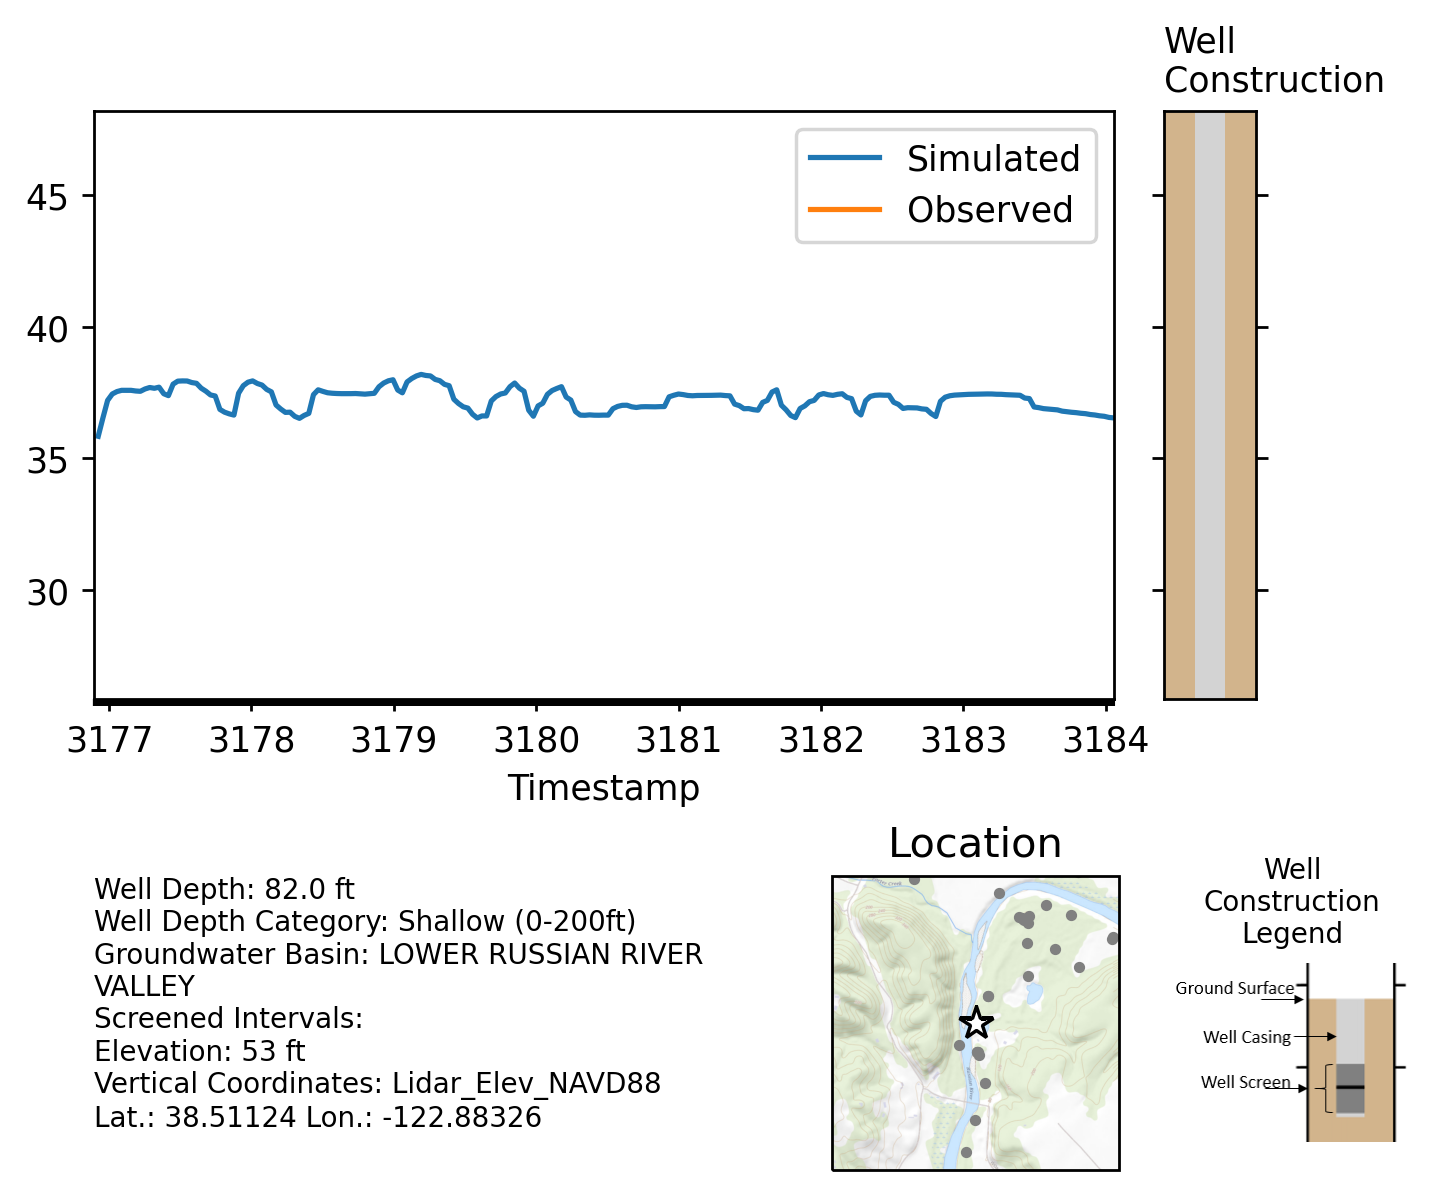 Well
Construction
Simulated
Observed
45
40
35
30
3177 3178 3179 3180 3181 3182 3183 3184
Timestamp
Well Depth: 82.0 ft
Well Depth Category: Shallow (0-200ft)
Groundwater Basin: LOWER RUSSIAN RIVER
VALLEY
Screened Intervals:
Elevation: 53 ft
Vertical Coordinates: Lidar_Elev_NAVD88
Lat.: 38.51124 Lon.: -122.88326
Location
Well
Construction
Legend
Ground Surface
Well Casing
Well Screen